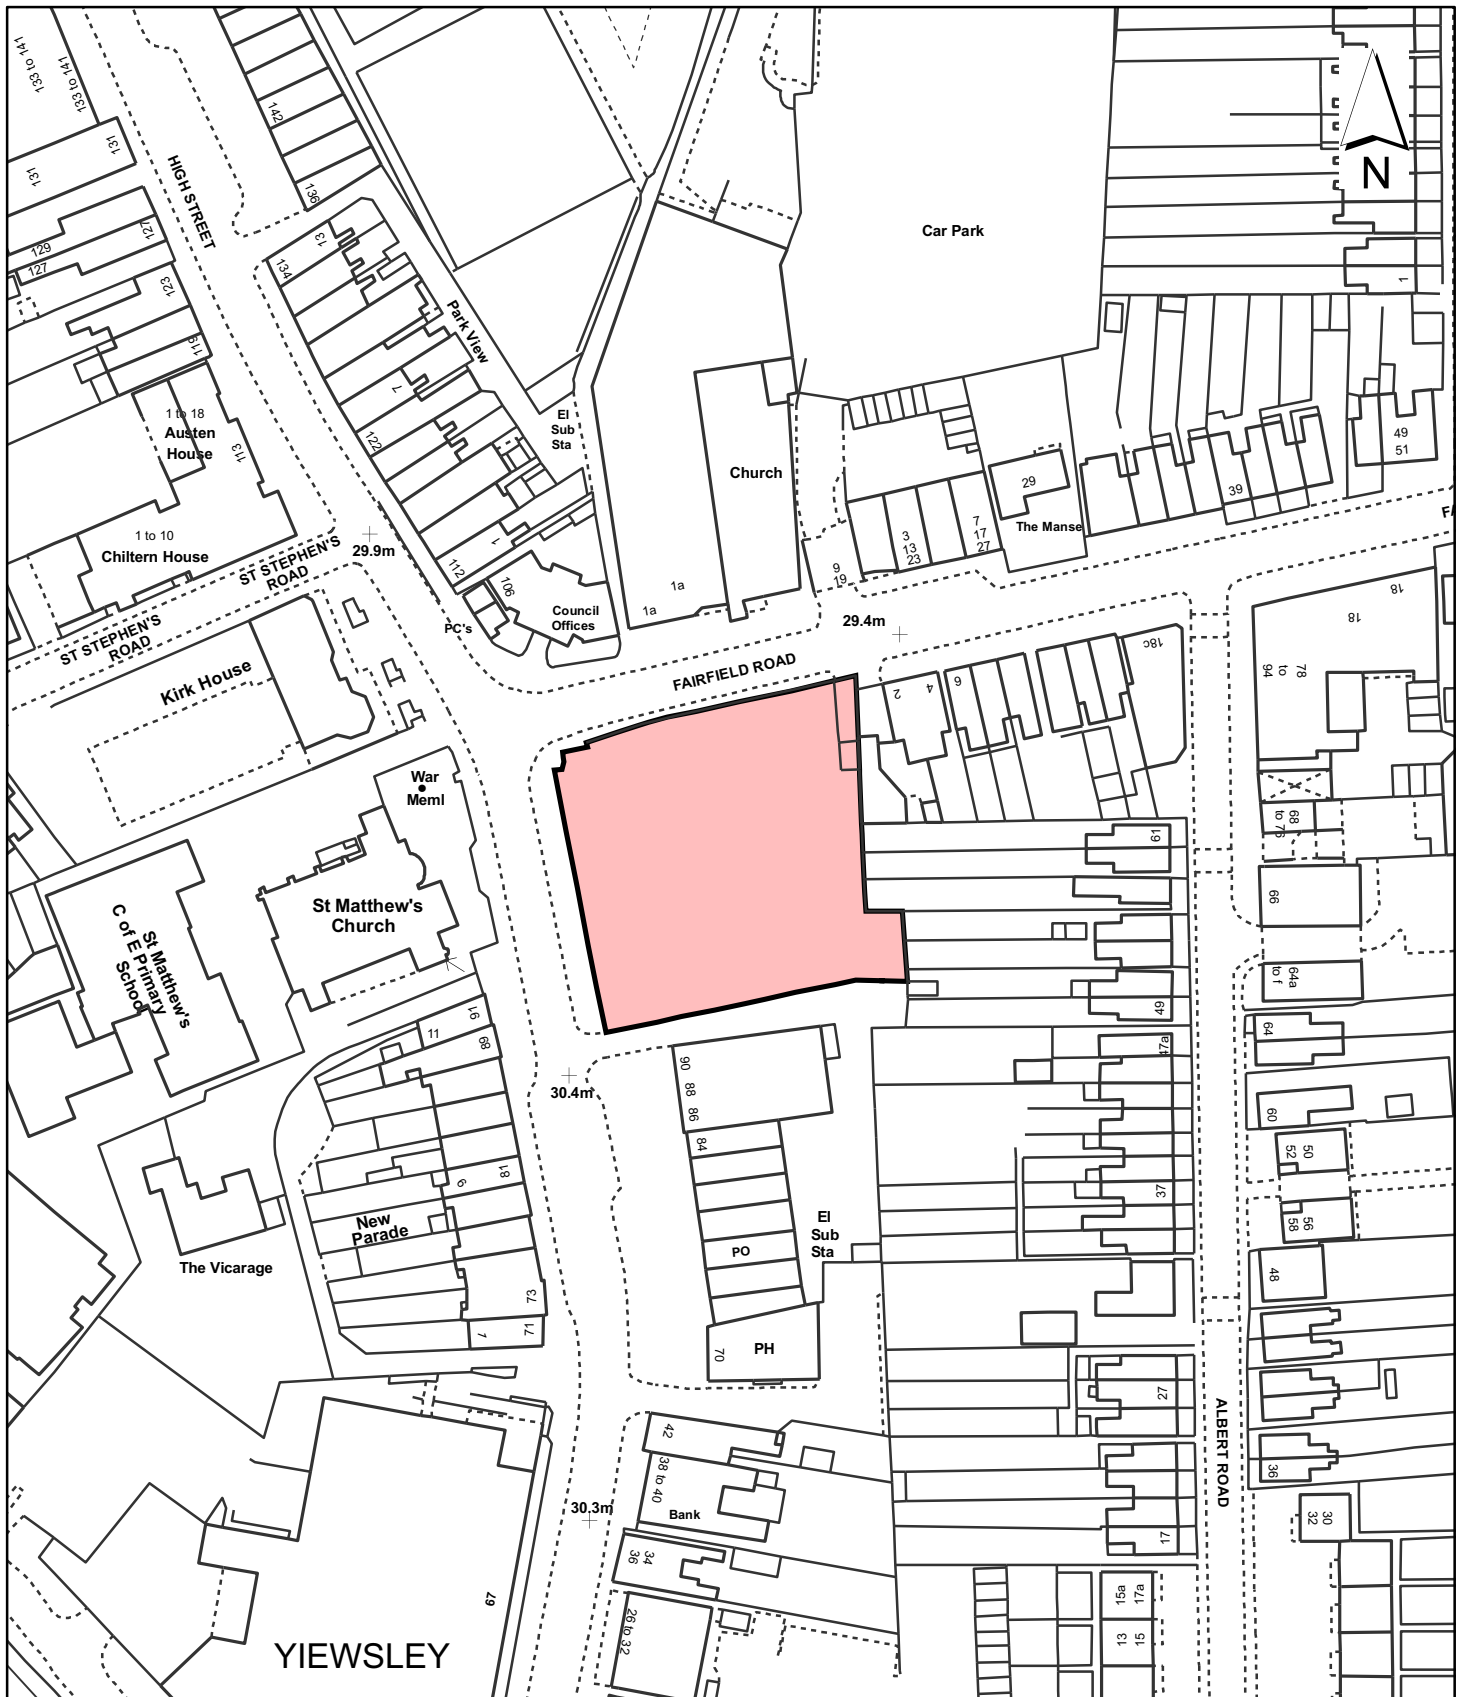 133 to 141
133 to 141
131
131
142
136
HIGH STREET
129
127
127
123
119
13
134
Park View
7
122
Car Park
N
1
1 to 18
Austen
House
113
El
Sub
Sta
Church
49
51
39
29
The Manse
1 to 10
Chiltern House
ST STEPHEN'S
ROAD
29.9m
ST STEPHEN'S
ROAD
1
112
106
PC's
Council
Offices
1a
1a
3
13
23
7
17
27
9
19
29.4m
FAIRFIELD ROAD
Kirk House
2
4
6
18c
18
18
78
to
94
War
Meml
St Matthew's
Church
St Matthew's
C of E Primary
School
61
68
to 76
66
64a
to f
49
47a
64
91
89
11
30.4m
90
88
86
84
60
50
52
56
58
37
81
9
New
Parade
The Vicarage
El
Sub
Sta
PO
48
73
71
7
70
PH
27
ALBERT ROAD
36
42
38 to 40
Bank
30.3m
34
36
26 to 32
17
30
32
15a
17a
13
15
67
YIEWSLEY